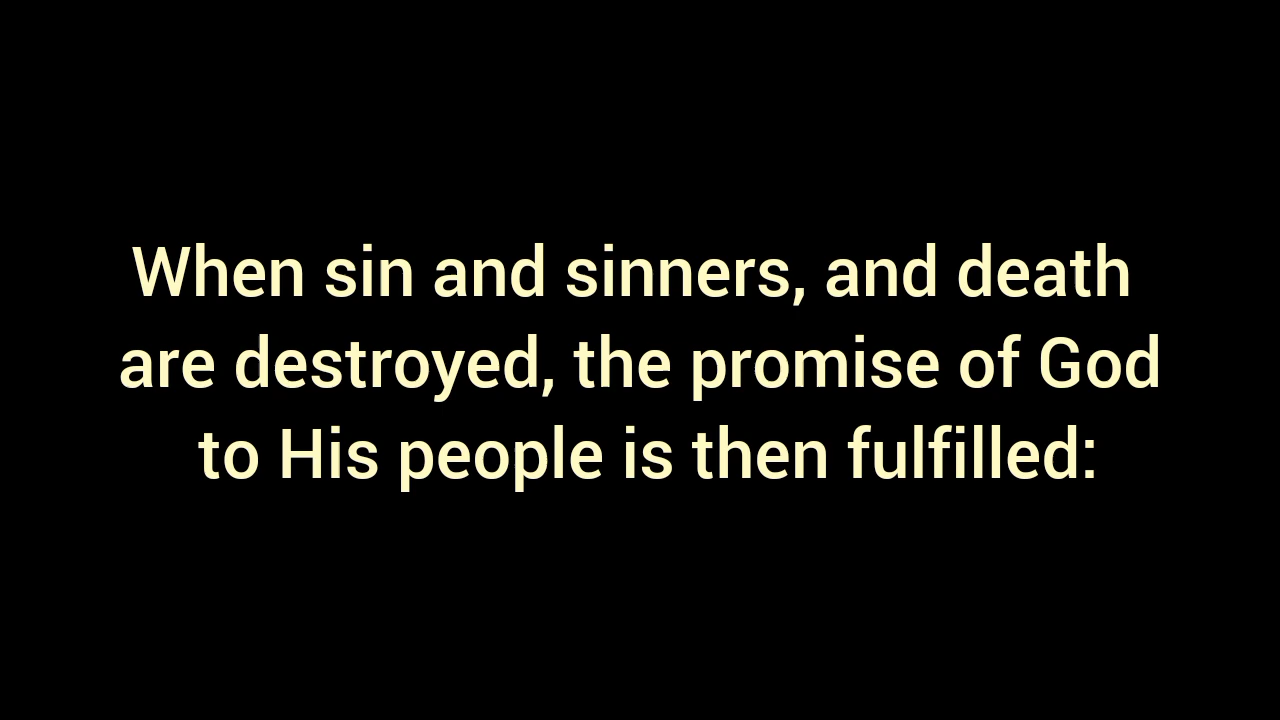 When sin and sinners, and death
are destroyed, the promise of God
to His people is then fulfilled: